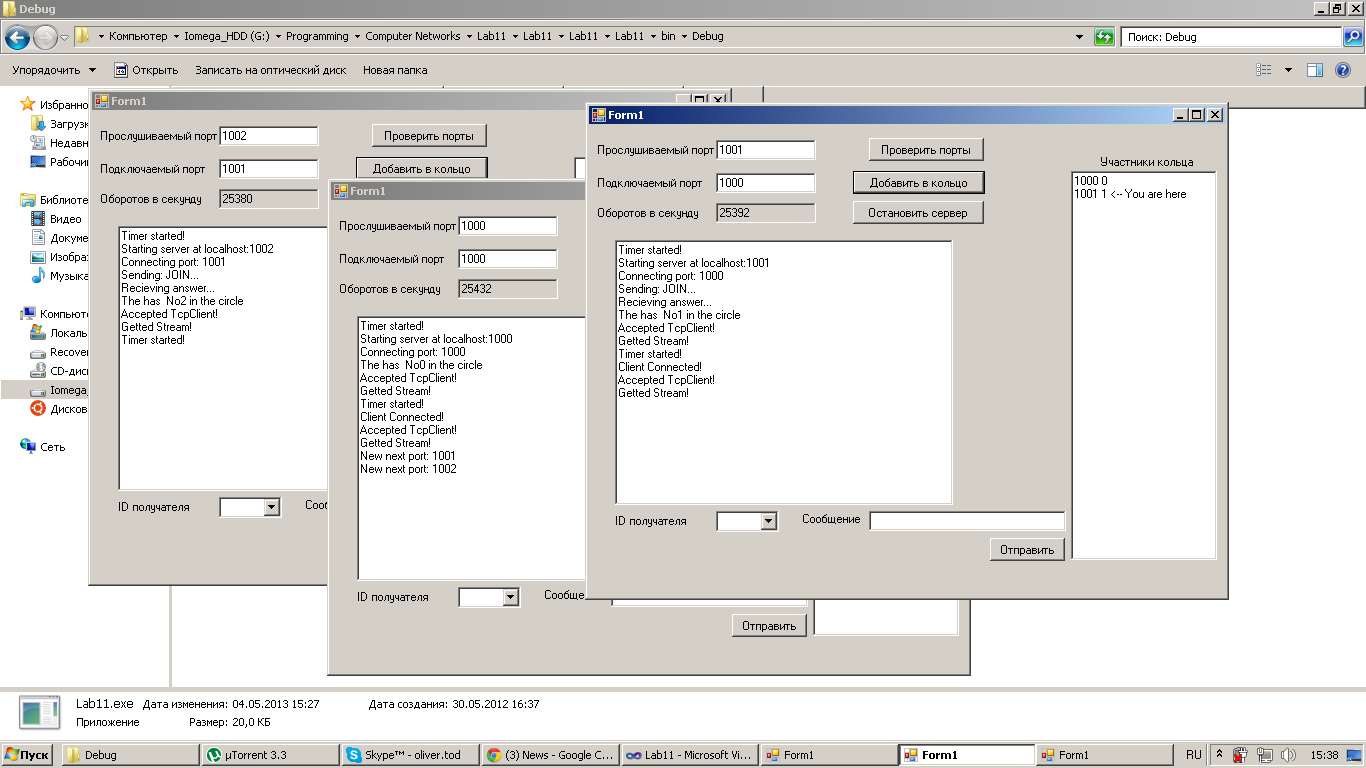 Debug
Компьютер Iomega_HDD (G:) Programming Computer Networks Lab11 Lab11 Lab11 Lab11 bin Debug
Поиск: Debug
Упорядочить Открыть Записать на оптический диск Новая папка
Избранно
Загрузк
Недавн
Рабочи
Библиоте
Видео
Докуме
Изобра
Музыка
Компьют
Локаль
Recove
CD-дис
Iomega_
Дисков
Сеть
Form1
Прослушиваемый порт 1002
Проверить порты
Подключаемый порт 1001
Добавить в кольцо
Оборотов в секунду 25380
Timer started!
Starting server at localhost:1002
Connecting port: 1001
Sending: JOIN...
Recieving answer...
The has No2 in the circle
Accepted TcpClient!
Getted Stream!
Timer started!
ID получателя
Сооб
Form1
Прослушиваемый порт 1000
Подключаемый порт 1000
Оборотов в секунду 25432
Timer started!
Starting server at localhost:1000
Connecting port: 1000
The has No0 in the circle
Accepted TcpClient!
Getted Stream!
Timer started!
Client Connected!
Accepted TcpClient!
Getted Stream!
New next port: 1001
New next port: 1002
ID получателя
Сообще
Отправить
Form1
Прослушиваемый порт 1001
Проверить порты
Участники кольца
Подключаемый порт 1000
Добавить в кольцо
Оборотов в секунду 25392
Остановить сервер
1000 0
1001 1 <-- You are here
Timer started!
Starting server at localhost:1001
Connecting port: 1000
Sending: JOIN...
Recieving answer...
The has No1 in the circle
Accepted TcpClient!
Getted Stream!
Timer started!
Client Connected!
Accepted TcpClient!
Getted Stream!
ID получателя
Сообщение
Отправить
Lab11.exe Дата изменения: 04.05.2013 15:27 Дата создания: 30.05.2012 16:37
Приложение Размер: 20,0 КБ
Пуск Debug µTorrent 3.3 Skype™ - oliver.tod (3) News - Google C... Lab11 - Microsoft Vi... Form1 Form1 Form1 RU 15:38